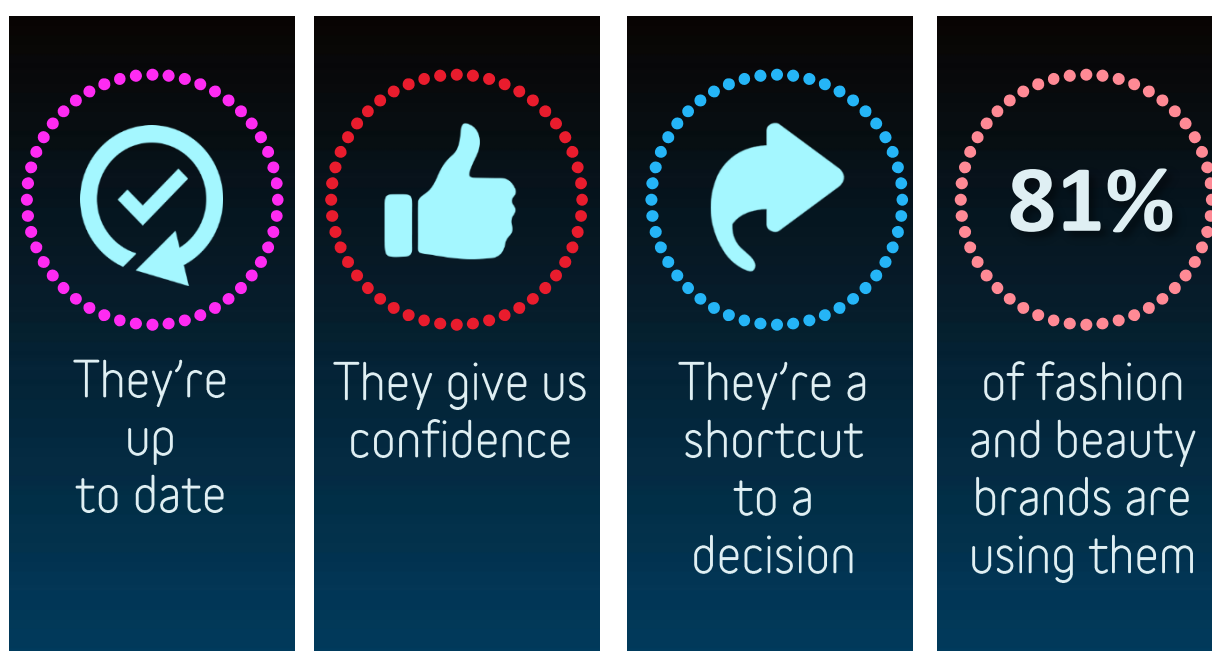 They're
up
to date
They give us
confidence
They're a
shortcut
to a
decision
81%
of fashion
and beauty
brands are
using them